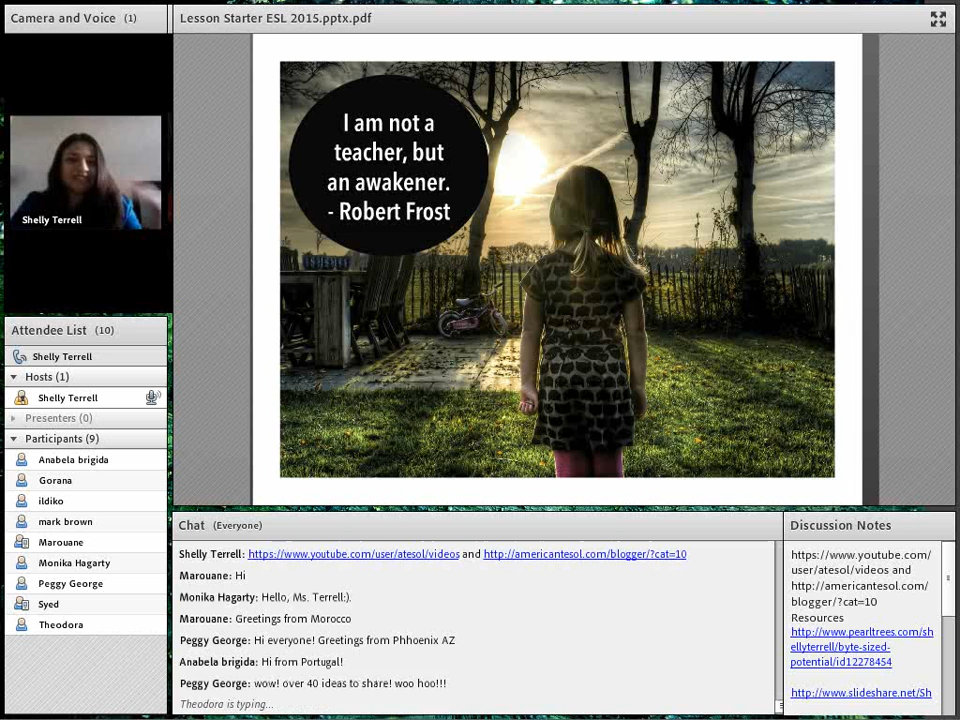 Camera and Voice (1)
Shelly Terrell
Attendee List (10)
Shelly Terrell
Hosts (1)
Shelly Terrell
Presenters (0)
Participants (9)
Anabela brigida
Gorana
ildiko
mark brown
Marouane
Monika Hagarty
Peggy George
Syed
Theodora
Lesson Starter ESL 2015.pptx.pdf
I am not a
teacher, but
an awakener.
- Robert Frost
Chat (Everyone)
Shelly Terrell: https://www.youtube.com/user/atesol/videos and http://americantesol.com/blogger/?cat=10
Marouane: Hi
Monika Hagarty: Hello, Ms. Terrell:).
Marouane: Greetings from Morocco
Peggy George: Hi everyone! Greetings from Phhoenix AZ
Anabela brigida: Hi from Portugal!
Peggy George: wow! over 40 ideas to share! woo hoo!!!
Theodora is typing...
Discussion Notes
https://www.youtube.com/
user/atesol/videos and
http://americantesol.com/
blogger/?cat=10
Resources
http://www.pearltrees.com/sh
ellyterrell/byte-sized-
potential/id12278454
http://www.slideshare.net/Sh